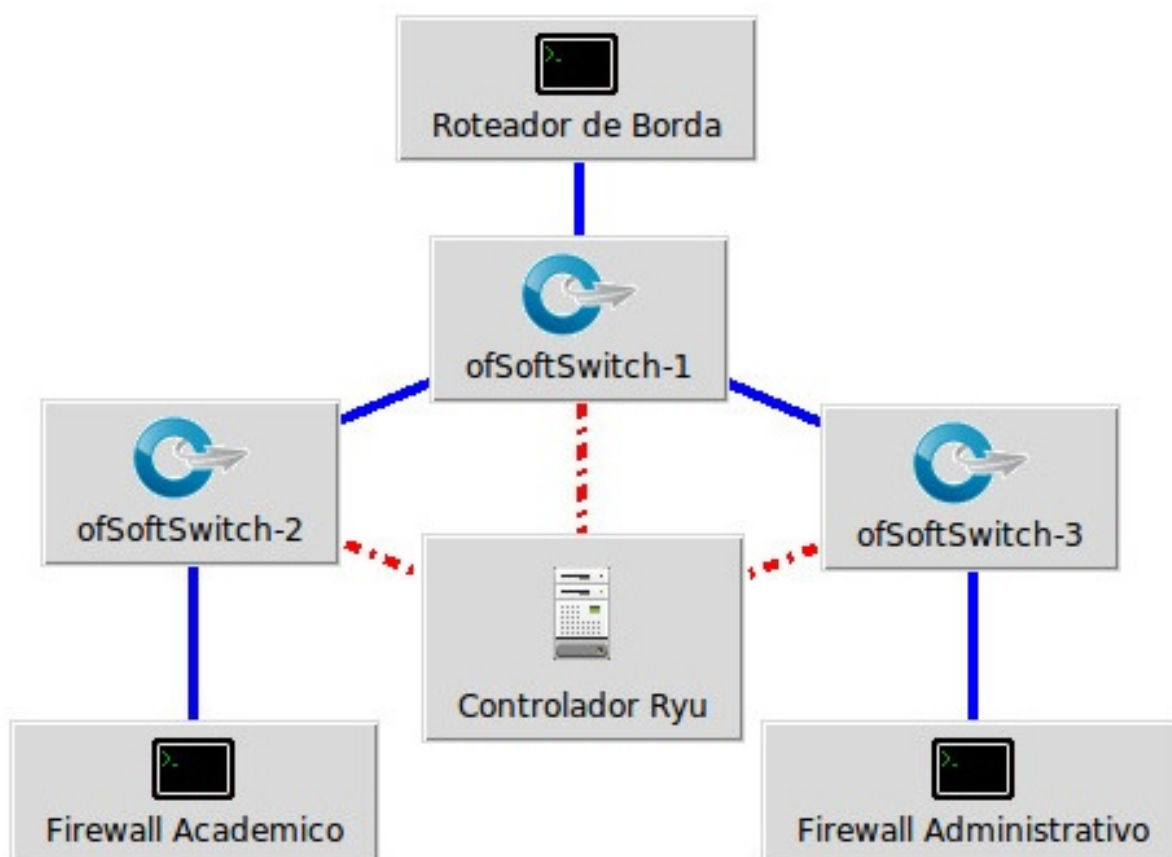 Roteador de Borda
ofSoftSwitch-1
ofSoftSwitch-2
ofSoftSwitch-3
Controlador Ryu
Firewall Academico
Firewall Administrativo